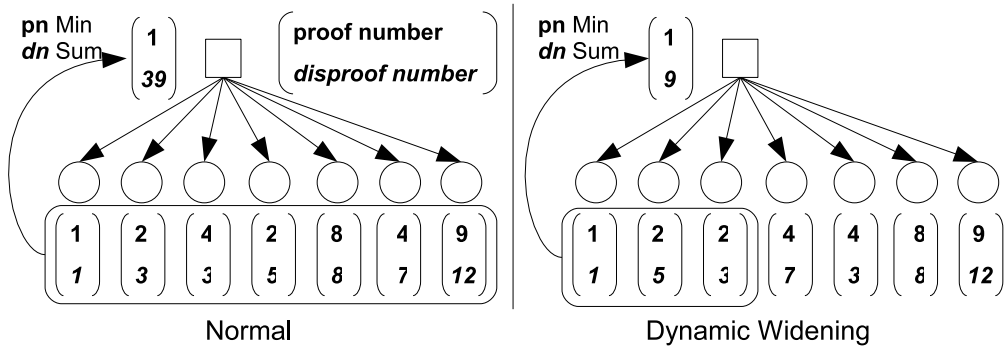 pn Min
dn Sum
1
39
proof number
disproof number
1 2 4 2 8 4 9
1 3 3 5 8 7 12
Normal
pn Min
dn Sum
1
9
1 2 2 4 4 8 9
1 5 3 7 3 8 12
Dynamic Widening